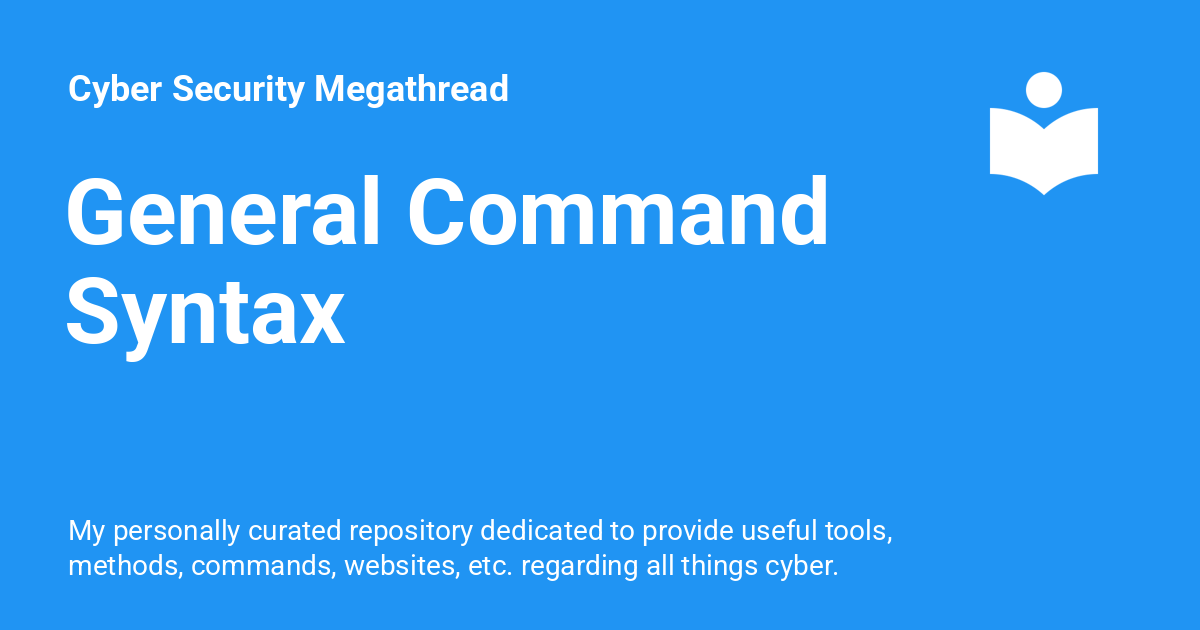 Cyber Security Megathread
General Command
Syntax
My personally curated repository dedicated to provide useful tools,
methods, commands, websites, etc. regarding all things cyber.